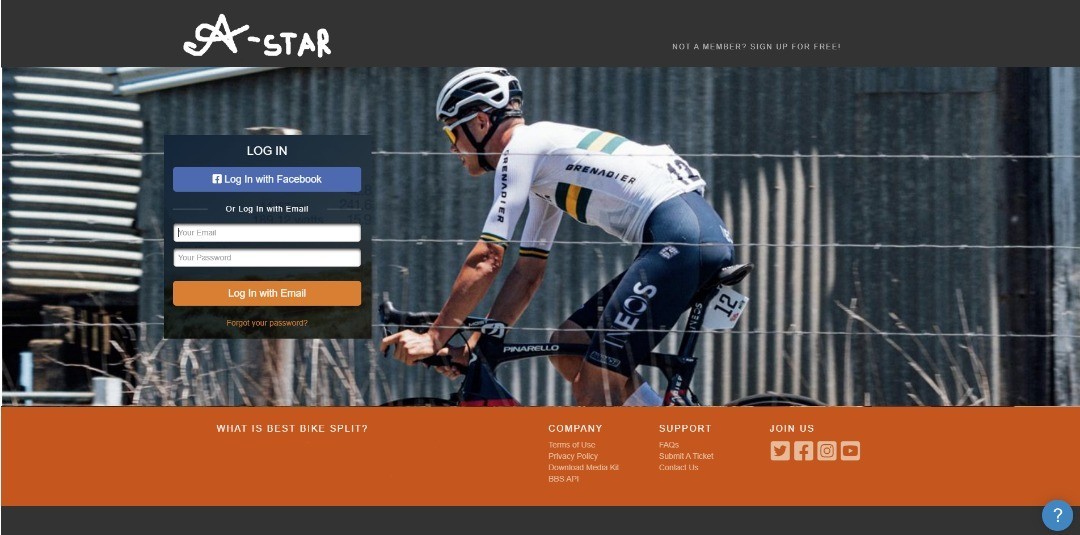 A-STAR
NOT A MEMBER? SIGN UP FOR FREE!
LOG IN
Log In with Facebook
Or Log In with Email
Your Email
Your Password
Log In with Email
Forgot your password?
GRENADIER
GRENADIER
12
INEOS
INEOS
12
PINARELLO
WHAT IS BEST BIKE SPLIT?
COMPANY
Terms of Use
Privacy Policy
Download Media Kit
BBS API
SUPPORT
FAQs
Submit A Ticket
Contact Us
JOIN US
?